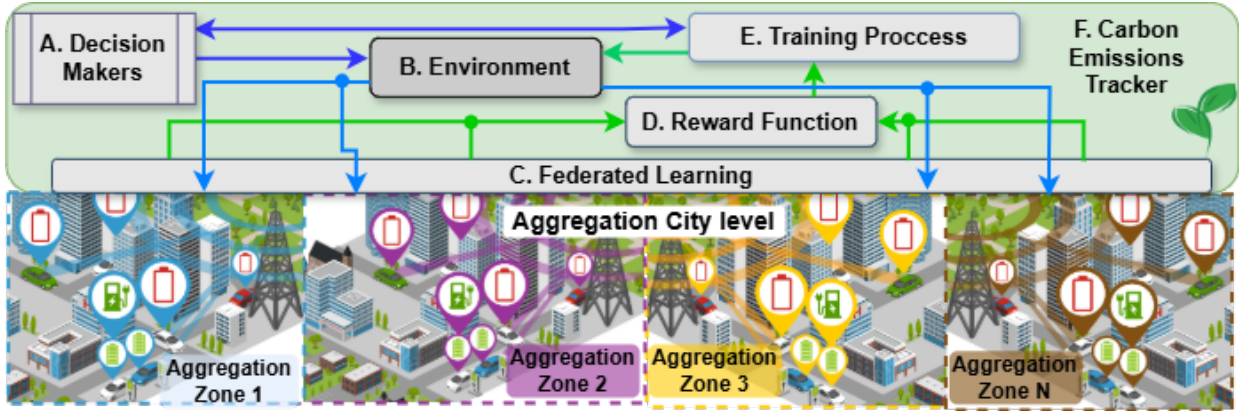 A. Decision
Makers
B. Environment
E. Training Proccess
F. Carbon
Emissions
Tracker
D. Reward Function
C. Federated Learning
Aggregation City level
Aggregation
Zone 1
Aggregation
Zone 2
Aggregation
Zone 3
Aggregation
Zone N